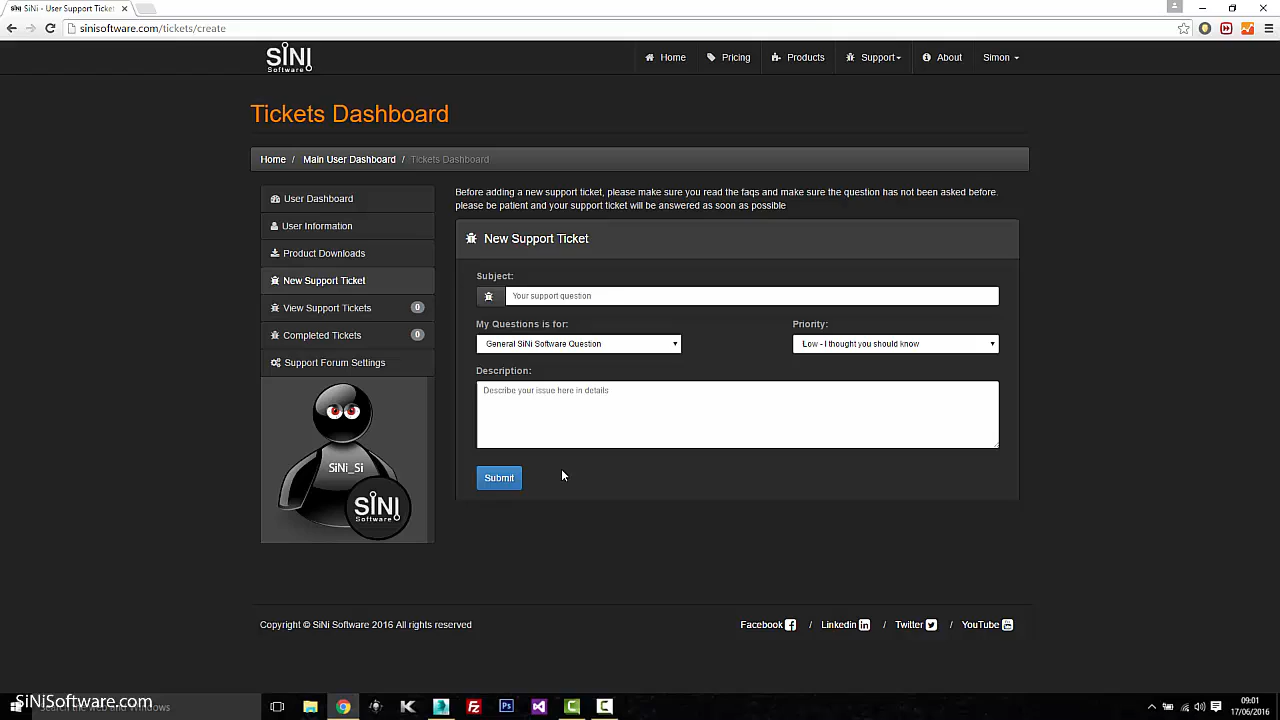 SiNi - User Support Ticket
sinisoftware.com/tickets/create
SiNi
Software
Home
Pricing
Products
Support
About
Simon
Tickets Dashboard
Home / Main User Dashboard / Tickets Dashboard
User Dashboard
User Information
Product Downloads
New Support Ticket
View Support Tickets 0
Completed Tickets 0
Support Forum Settings
SiNi_Si
SiNi
Software
Before adding a new support ticket, please make sure you read the faqs and make sure the question has not been asked before.
please be patient and your support ticket will be answered as soon as possible
New Support Ticket
Subject:
Your support question
My Questions is for:
Priority:
General SiNi Software Question
Low - I thought you should know
Description:
Describe your issue here in details
Submit
Copyright © SiNi Software 2016 All rights reserved
Facebook / Linkedin / Twitter / YouTube
SiNiSoftware.com
Search the web and Windows
09:01
17/06/2016